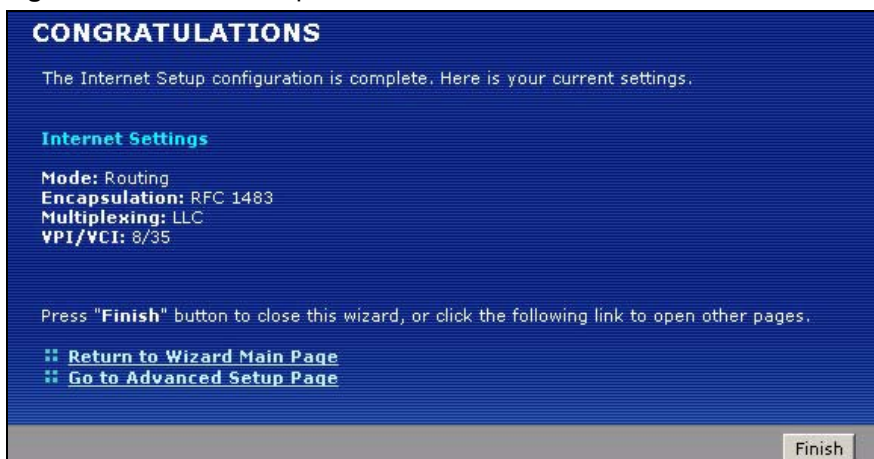 CONGRATULATIONS
The Internet Setup configuration is complete. Here is your current settings.
Internet Settings
Mode: Routing
Encapsulation: RFC 1483
Multiplexing: LLC
VPI/VCI: 8/35
Press "Finish" button to close this wizard, or click the following link to open other pages.
Return to Wizard Main Page
Go to Advanced Setup Page
Finish